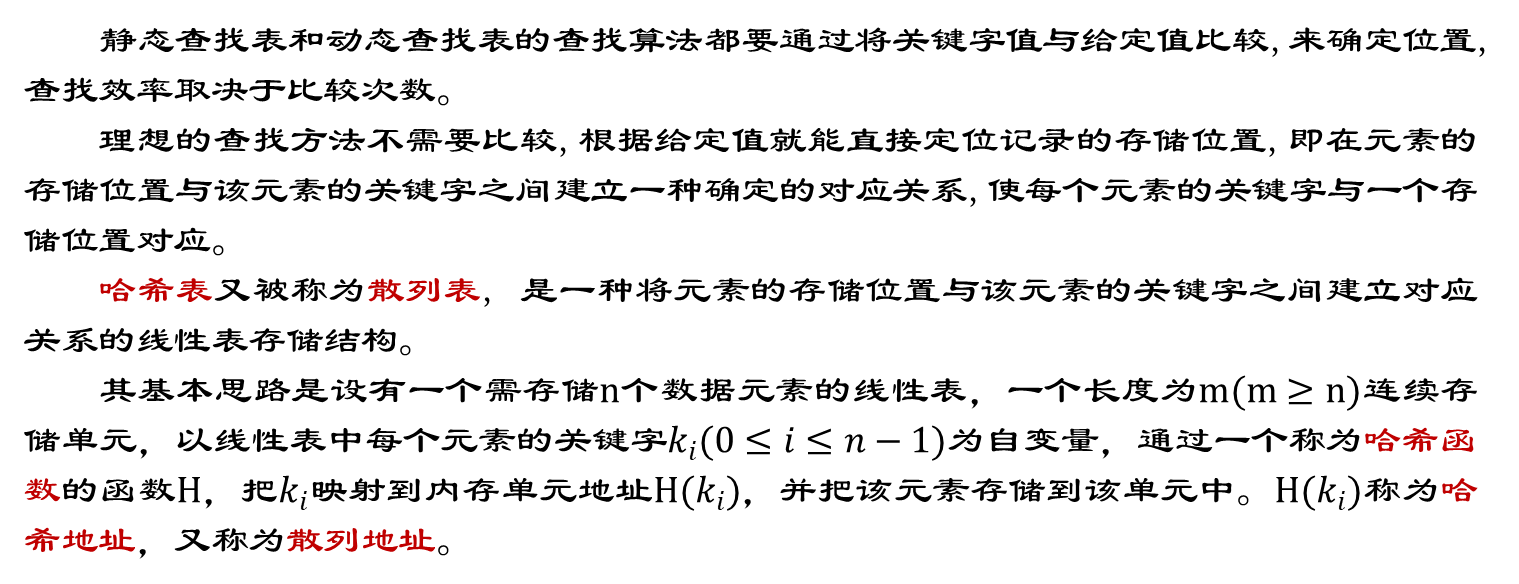 静态查找表和动态查找表的查找算法都要通过将关键字值与给定值比较, 来确定位置,
查找效率取决于比较次数。
理想的查找方法不需要比较, 根据给定值就能直接定位记录的存储位置, 即在元素的
存储位置与该元素的关键字之间建立一种确定的对应关系, 使每个元素的关键字与一个存
储位置对应。
哈希表又被称为散列表, 是一种将元素的存储位置与该元素的关键字之间建立对应
关系的线性表存储结构。
其基本思路是设有一个需存储n个数据元素的线性表，一个长度为m(m ≥ n)连续存
储单元，以线性表中每个元素的关键字kᵢ(0 ≤ i ≤ n − 1)为自变量，通过一个称为哈希函
数的函数H，把kᵢ映射到内存单元地址H(kᵢ)，并把该元素存储到该单元中。H(kᵢ)称为哈
希地址，又称为散列地址。